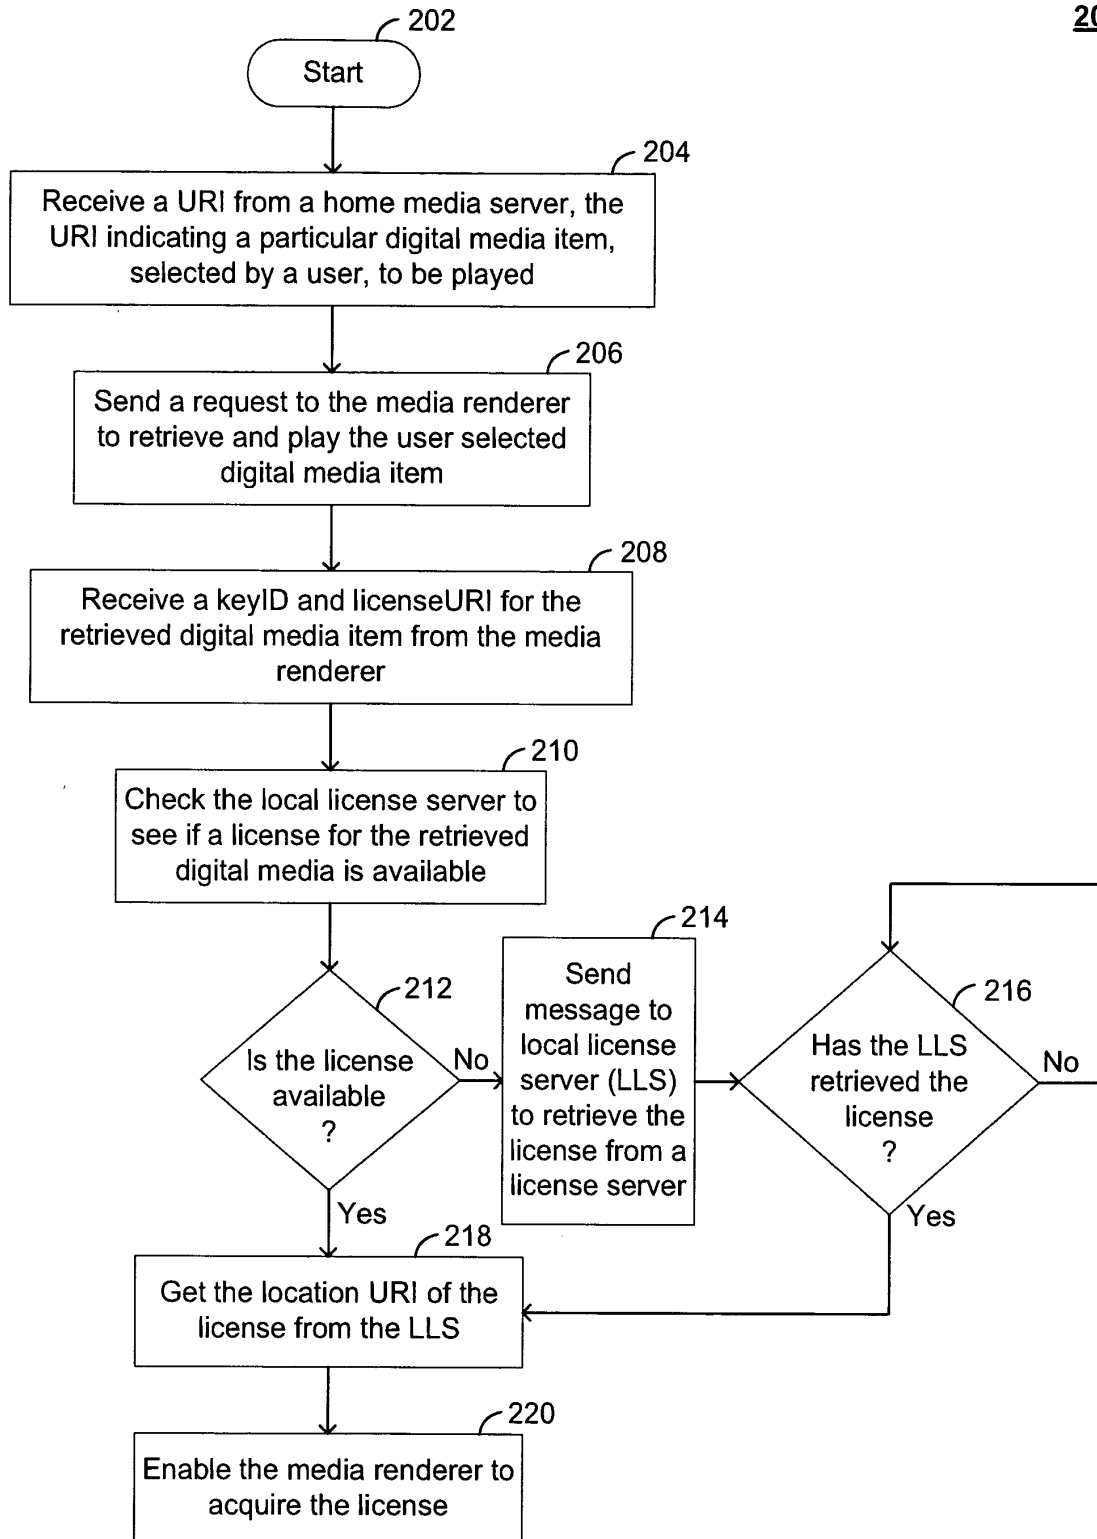 20
202
Start
204
Receive a URI from a home media server, the
URI indicating a particular digital media item,
selected by a user, to be played
206
Send a request to the media renderer
to retrieve and play the user selected
digital media item
208
Receive a keyID and licenseURI for the
retrieved digital media item from the media
renderer
210
Check the local license server to
see if a license for the retrieved
digital media is available
212
Is the license
available
?
No
Yes
214
Send
message to
local license
server (LLS)
to retrieve the
license from a
license server
216
Has the LLS
retrieved the
license
?
No
Yes
218
Get the location URI of the
license from the LLS
220
Enable the media renderer to
acquire the license